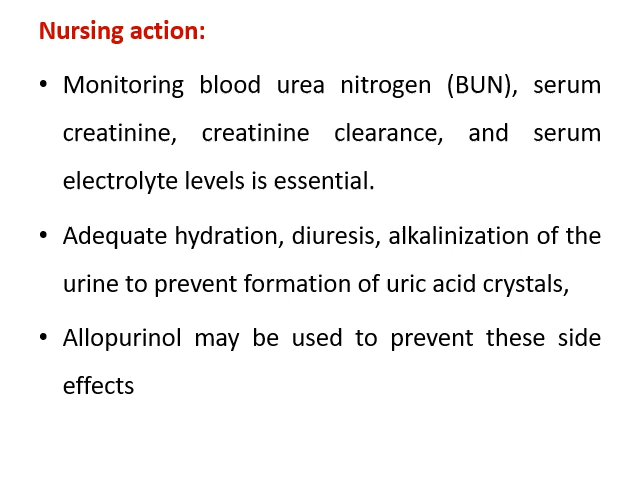 Nursing action:
• Monitoring blood urea nitrogen (BUN), serum
creatinine, creatinine clearance, and serum
electrolyte levels is essential.
• Adequate hydration, diuresis, alkalinization of the
urine to prevent formation of uric acid crystals,
• Allopurinol may be used to prevent these side
effects